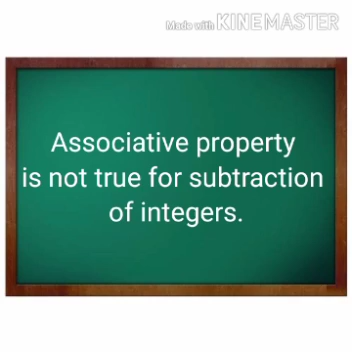 Made with KINEMASTER
Associative property
is not true for subtraction
of integers.